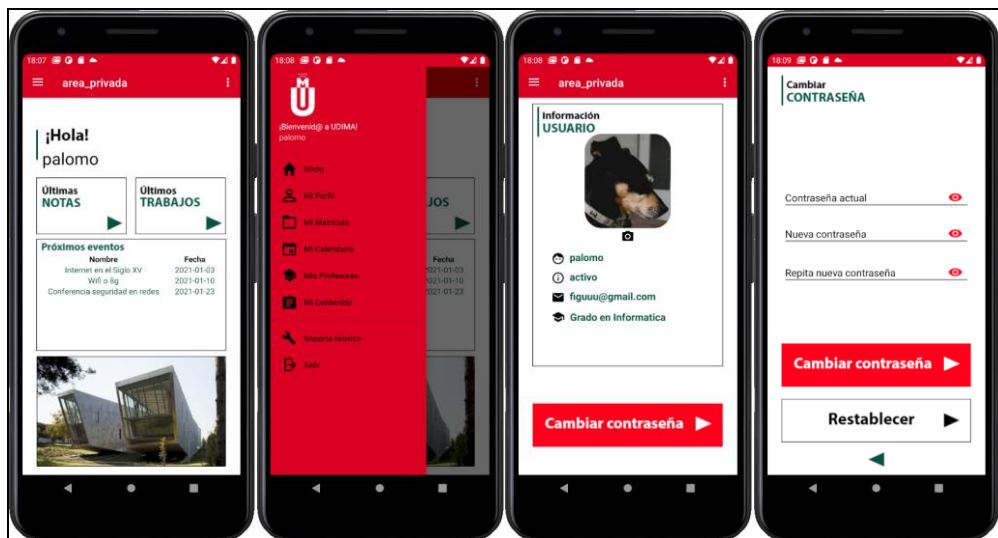 18:07
area_privada
¡Hola!
palomo
Últimas
NOTAS
Últimos
TRABAJOS
Próximos eventos
Nombre Fecha
Internet en el Siglo XV 2021-01-03
Wifi o 8g 2021-01-10
Conferencia seguridad en redes 2021-01-23
18:08
¡Bienvenid@ a UDIMA!
palomo
Inicio
Mi Perfil
Mi Matrícula
Mi Calendario
Mis Profesores
Mi Contenido
Soporte técnico
Salir
JOS
Fecha
2021-01-03
2021-01-10
2021-01-23
18:08
area_privada
Información
USUARIO
palomo
activo
figuuu@gmail.com
Grado en Informatica
Cambiar contraseña
18:09
Cambiar
CONTRASEÑA
Contraseña actual
Nueva contraseña
Repita nueva contraseña
Cambiar contraseña
Restablecer